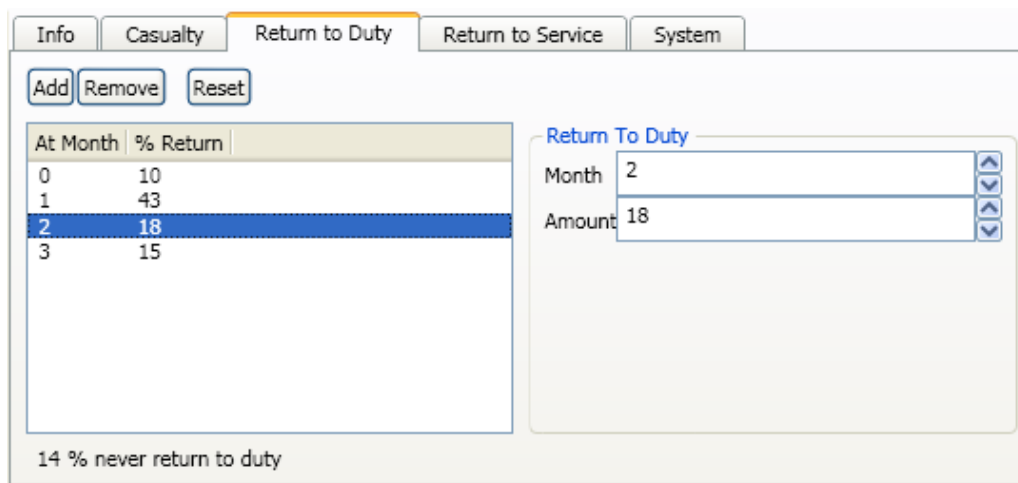 Info Casualty Return to Duty Return to Service System
Add Remove Reset
At Month % Return
0 10
1 43
2 18
3 15
Return To Duty
Month 2
Amount 18
14 % never return to duty